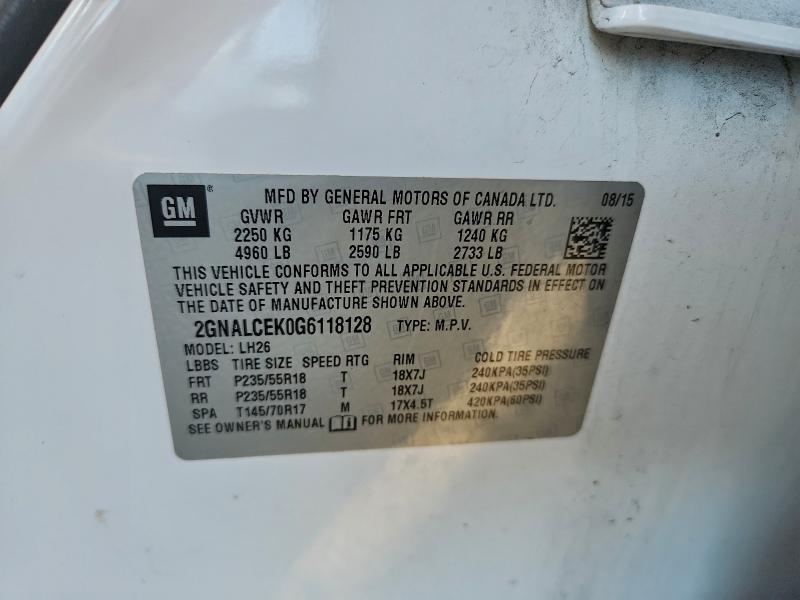 GM® MFD BY GENERAL MOTORS OF CANADA LTD. 08/15
GVWR GAWR FRT GAWR RR
2250 KG 1175 KG 1240 KG
4960 LB 2590 LB 2733 LB
THIS VEHICLE CONFORMS TO ALL APPLICABLE U.S. FEDERAL MOTOR
VEHICLE SAFETY AND THEFT PREVENTION STANDARDS IN EFFECT ON
THE DATE OF MANUFACTURE SHOWN ABOVE.
2GNALCEK0G6118128 TYPE: M.P.V.
MODEL: LH26
LBBS TIRE SIZE SPEED RTG RIM COLD TIRE PRESSURE
FRT P235/55R18 T 18X7J 240KPA(35PSI)
RR P235/55R18 T 18X7J 240KPA(35PSI)
SPA T145/70R17 M 17X4.5T 420KPA(60PSI)
SEE OWNER'S MANUAL FOR MORE INFORMATION.